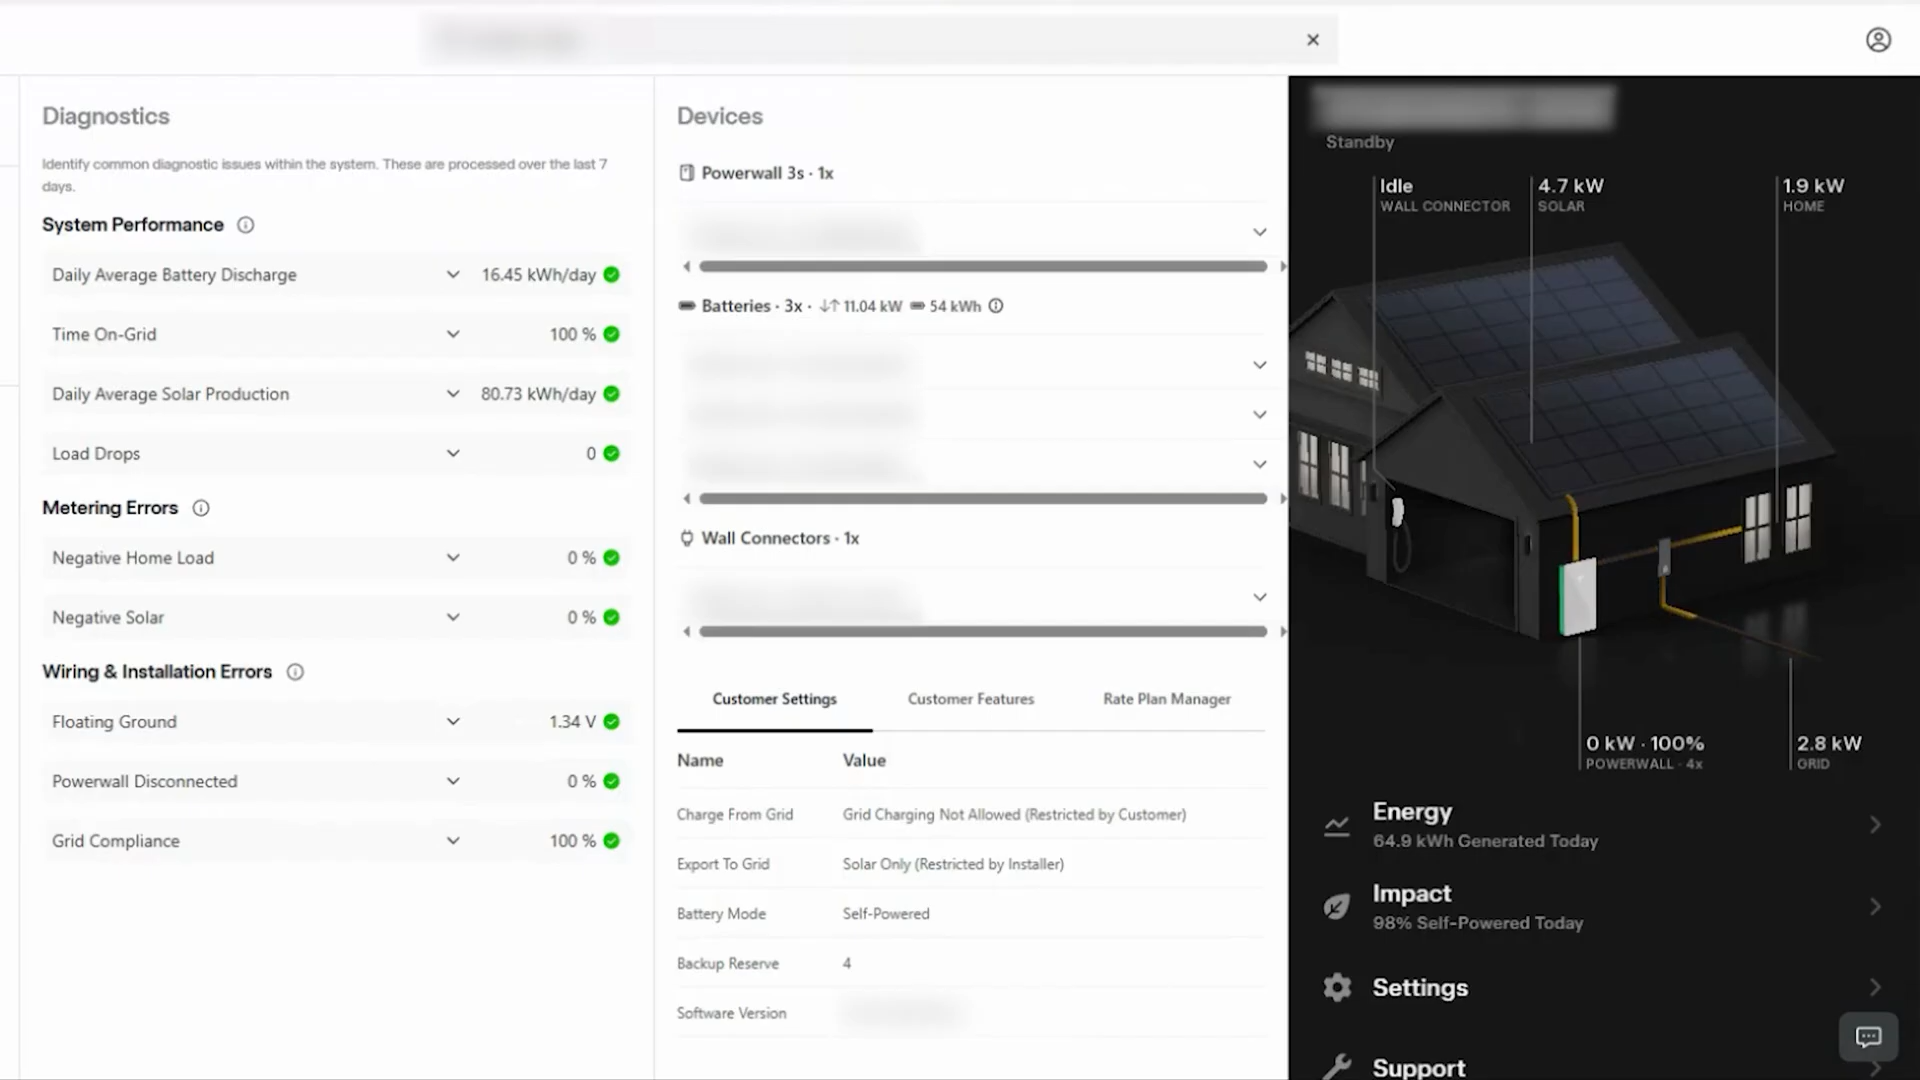 Diagnostics
Identify common diagnostic issues within the system. These are processed over the last 7
days.
System Performance
Daily Average Battery Discharge 16.45 kWh/day
Time On-Grid 100 %
Daily Average Solar Production 80.73 kWh/day
Load Drops 0
Metering Errors
Negative Home Load 0 %
Negative Solar 0 %
Wiring & Installation Errors
Floating Ground 1.34 V
Powerwall Disconnected 0 %
Grid Compliance 100 %
Devices
Powerwall 3s · 1x
Batteries · 3x · ↓↑ 11.04 kW 54 kWh
Wall Connectors · 1x
Customer Settings Customer Features Rate Plan Manager
Name Value
Charge From Grid Grid Charging Not Allowed (Restricted by Customer)
Export To Grid Solar Only (Restricted by Installer)
Battery Mode Self-Powered
Backup Reserve 4
Software Version
Standby
Idle
WALL CONNECTOR
4.7 kW
SOLAR
1.9 kW
HOME
0 kW · 100%
POWERWALL · 4x
2.8 kW
GRID
Energy
64.9 kWh Generated Today
Impact
98% Self-Powered Today
Settings
Support